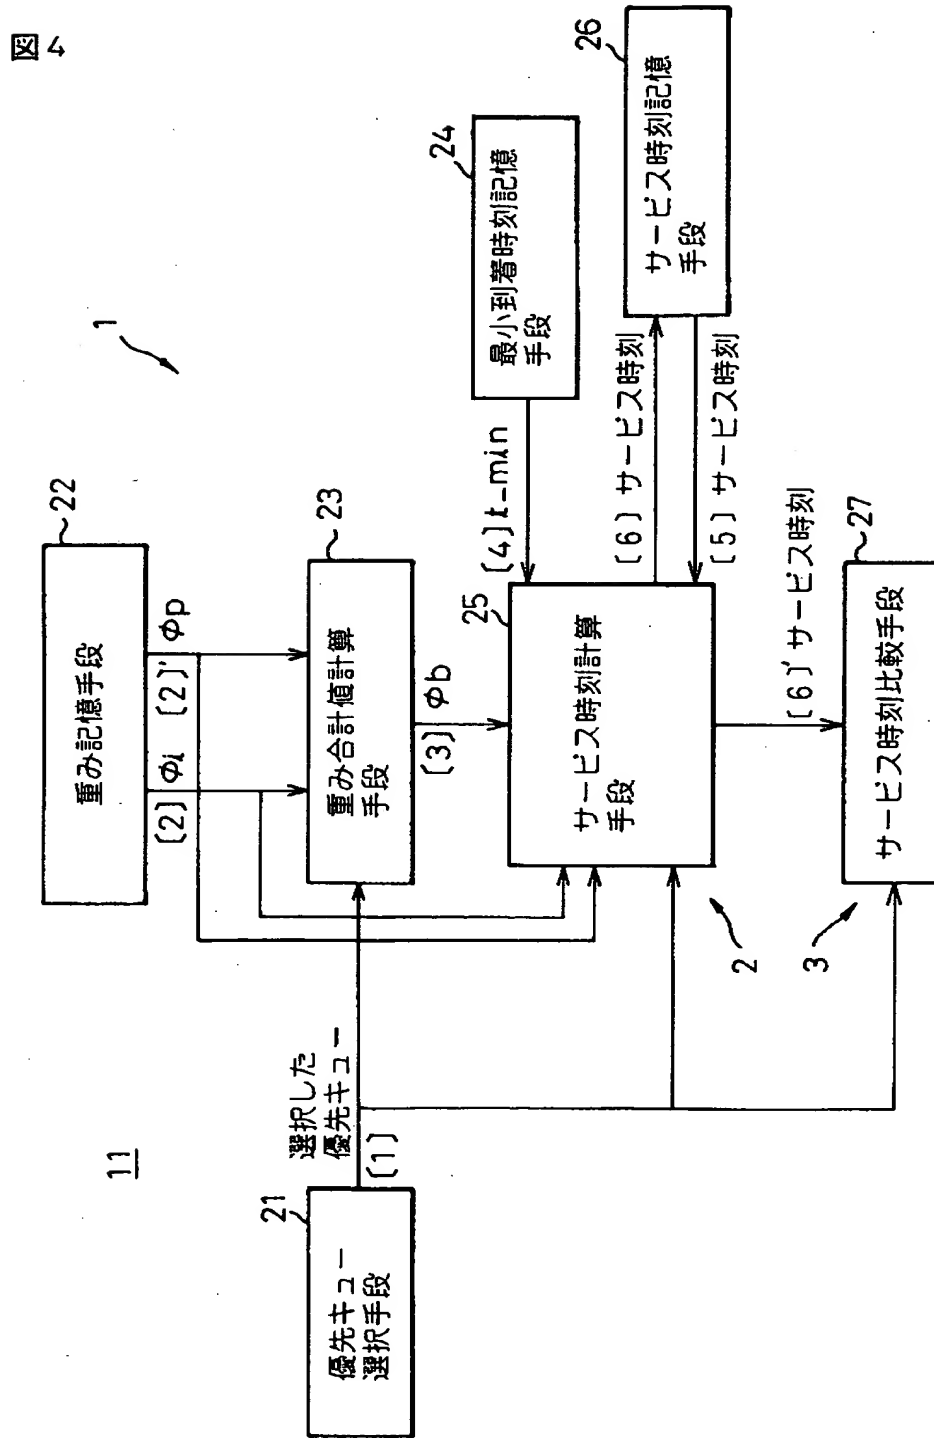 図4
11
1
優先キュー
選択手段
21
選択した
優先キュー
[1]
重み記憶手段
22
[2] Φi
[2]' Φp
重み合計値計算
手段
23
[3] Φb
最小到着時刻記憶
手段
24
[4] t_min
サービス時刻計算
手段
25
サービス時刻記憶
手段
26
[6] サービス時刻
[5] サービス時刻
[6]' サービス時刻
2
3
サービス時刻比較手段
27